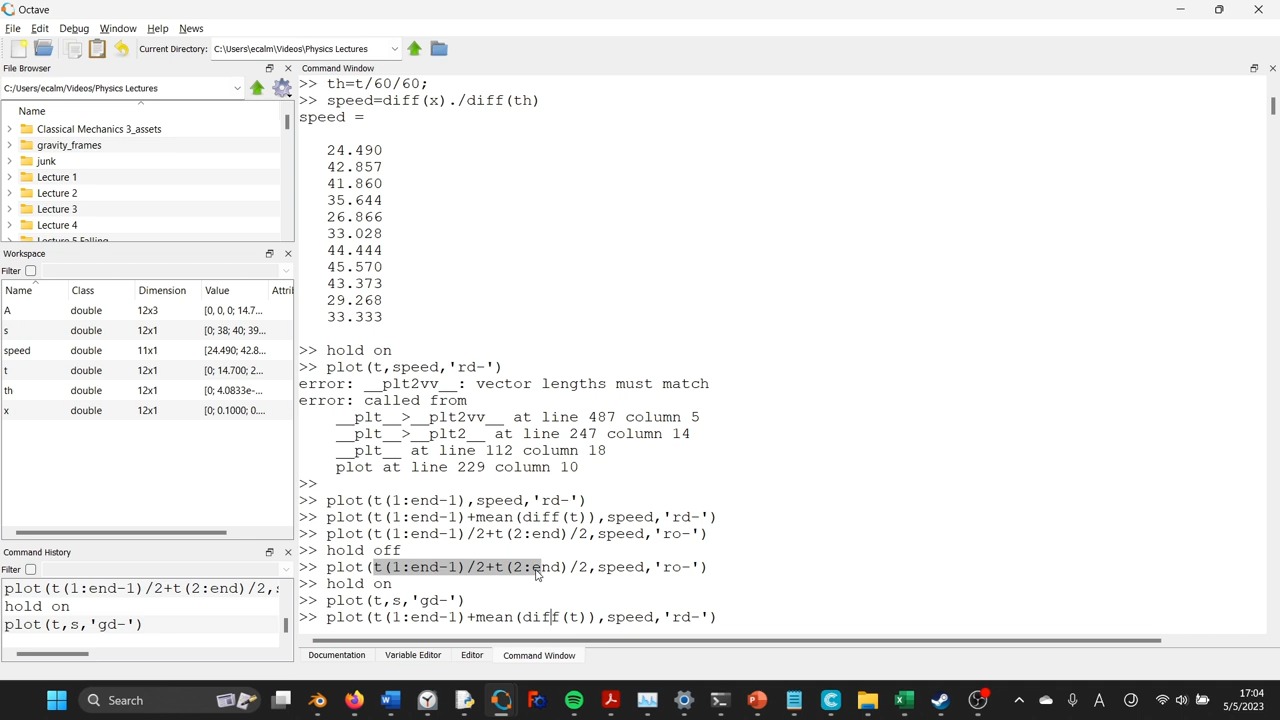 Octave
File Edit Debug Window Help News
Current Directory: C:\Users\ecalm\Videos\Physics Lectures
File Browser
C:/Users/ecalm/Videos/Physics Lectures
Name
Classical Mechanics 3_assets
gravity_frames
junk
Lecture 1
Lecture 2
Lecture 3
Lecture 4
Lecture 5 Falling
Workspace
Filter
Name Class Dimension Value Attri
A double 12x3 [0, 0, 0; 14.7...
s double 12x1 [0; 38; 40; 39...
speed double 11x1 [24.490; 42.8...
t double 12x1 [0; 14.700; 2...
th double 12x1 [0; 4.0833e-...
x double 12x1 [0; 0.1000; 0....
Command History
Filter
plot(t(1:end-1)/2+t(2:end)/2,s
hold on
plot(t,s,'gd-')
Command Window
>> th=t/60/60;
>> speed=diff(x)./diff(th)
speed =
24.490
42.857
41.860
35.644
26.866
33.028
44.444
45.570
43.373
29.268
33.333
>> hold on
>> plot(t,speed,'rd-')
error: __plt2vv__: vector lengths must match
error: called from
__plt__>__plt2vv__ at line 487 column 5
__plt__>__plt2__ at line 247 column 14
__plt__ at line 112 column 18
plot at line 229 column 10
>>
>> plot(t(1:end-1),speed,'rd-')
>> plot(t(1:end-1)+mean(diff(t)),speed,'rd-')
>> plot(t(1:end-1)/2+t(2:end)/2,speed,'ro-')
>> hold off
>> plot(t(1:end-1)/2+t(2:end)/2,speed,'ro-')
>> hold on
>> plot(t,s,'gd-')
>> plot(t(1:end-1)+mean(diff(t)),speed,'rd-')
Documentation Variable Editor Editor Command Window
Search
17:04
5/5/2023